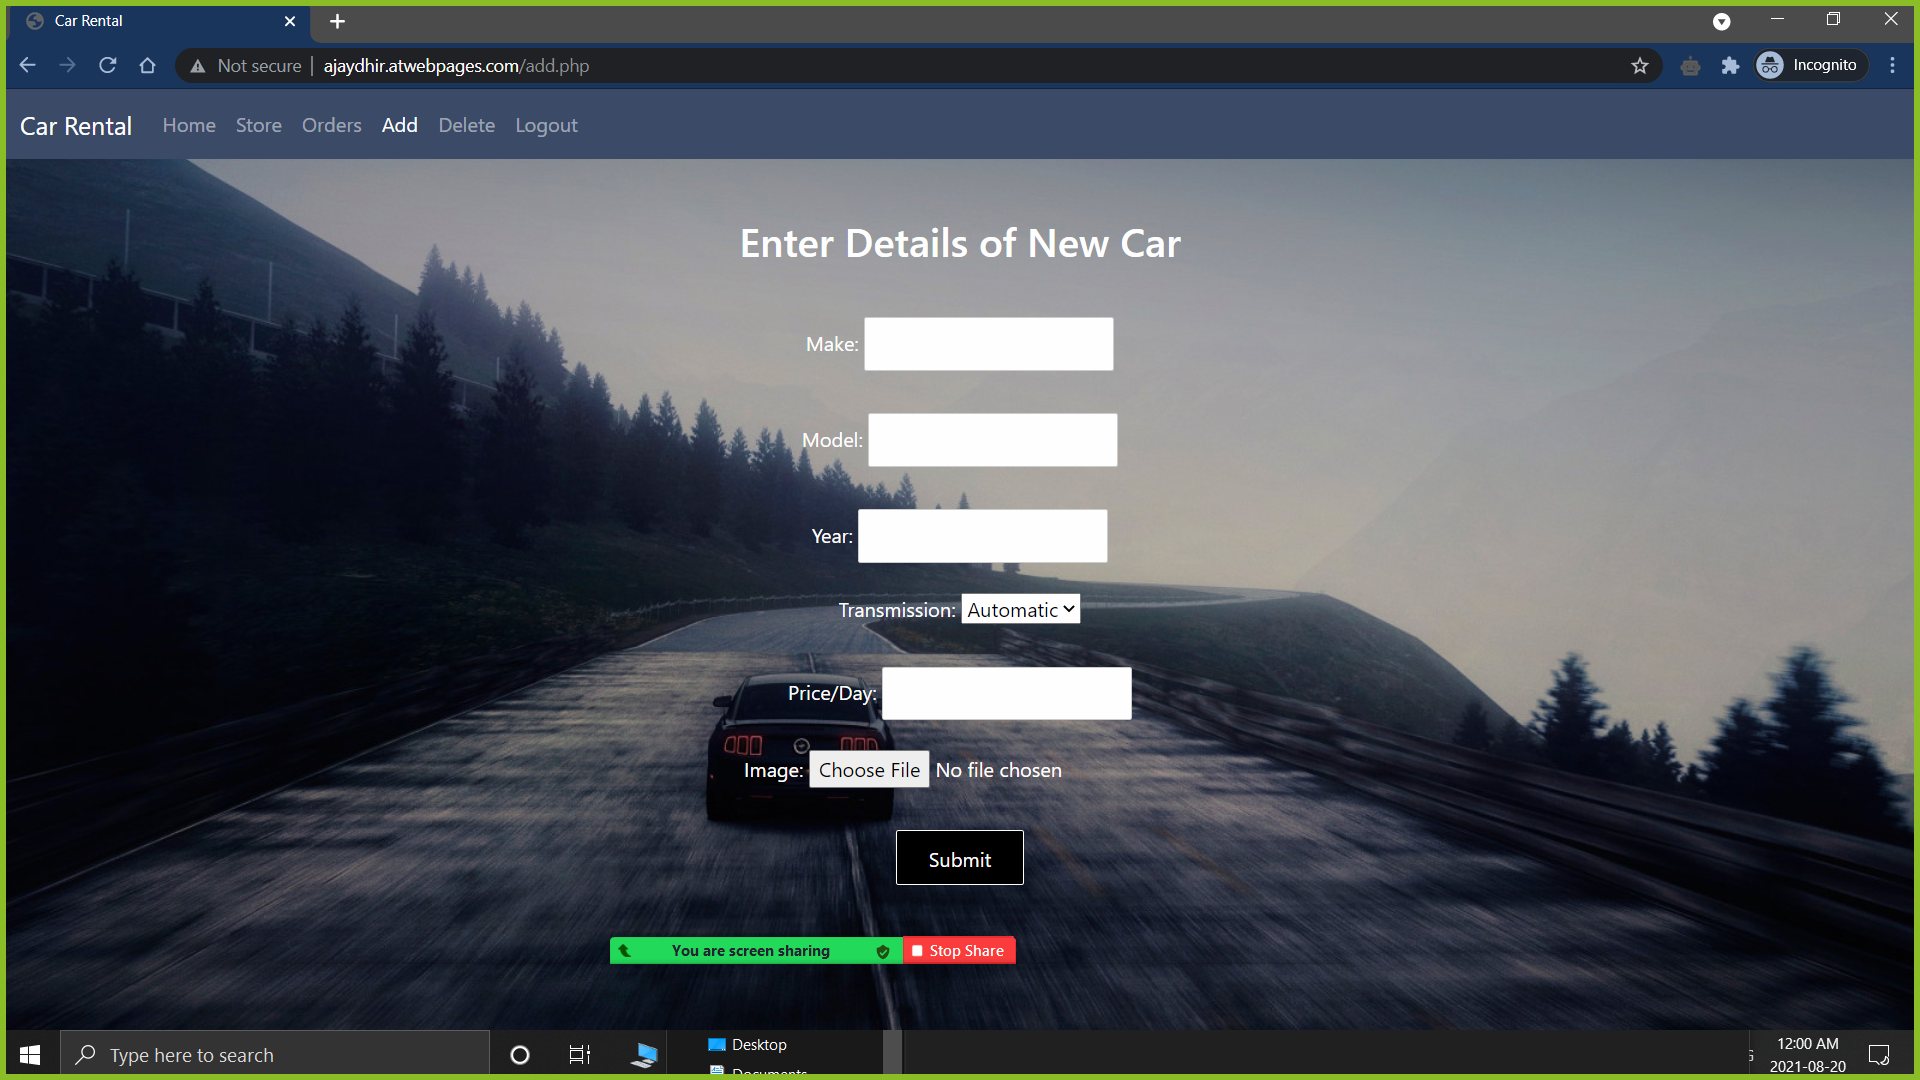 Car Rental
Not secure | ajaydhir.atwebpages.com/add.php
Incognito
Car Rental Home Store Orders Add Delete Logout
Enter Details of New Car
Make:
Model:
Year:
Transmission: Automatic
Price/Day:
Image: Choose File No file chosen
Submit
You are screen sharing Stop Share
Type here to search
Desktop
Documents
12:00 AM
2021-08-20